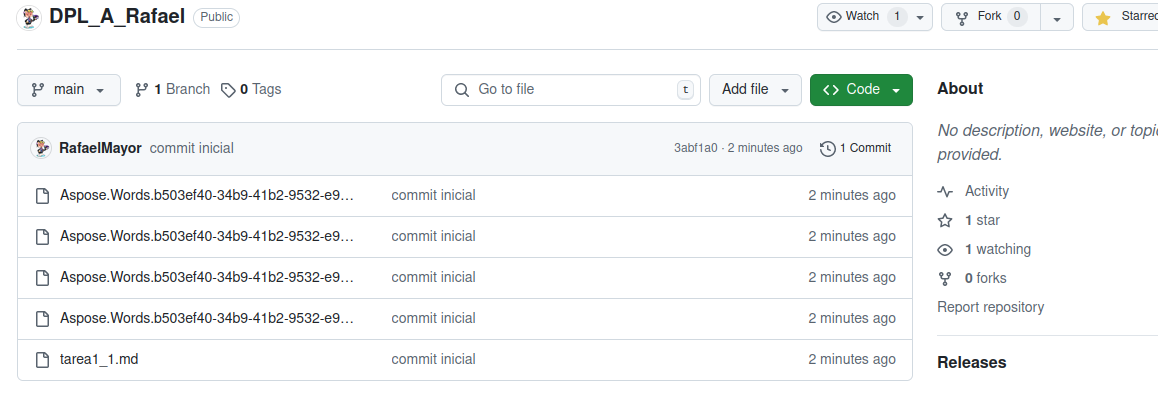 DPL_A_Rafael Public Watch 1 Fork 0 Starred
main 1 Branch 0 Tags Go to file t Add file Code
About
No description, website, or topic
provided.
RafaelMayor commit inicial 3abf1a0 · 2 minutes ago 1 Commit
Aspose.Words.b503ef40-34b9-41b2-9532-e9… commit inicial 2 minutes ago
Aspose.Words.b503ef40-34b9-41b2-9532-e9… commit inicial 2 minutes ago
Aspose.Words.b503ef40-34b9-41b2-9532-e9… commit inicial 2 minutes ago
Aspose.Words.b503ef40-34b9-41b2-9532-e9… commit inicial 2 minutes ago
tarea1_1.md commit inicial 2 minutes ago
Activity
1 star
1 watching
0 forks
Report repository
Releases